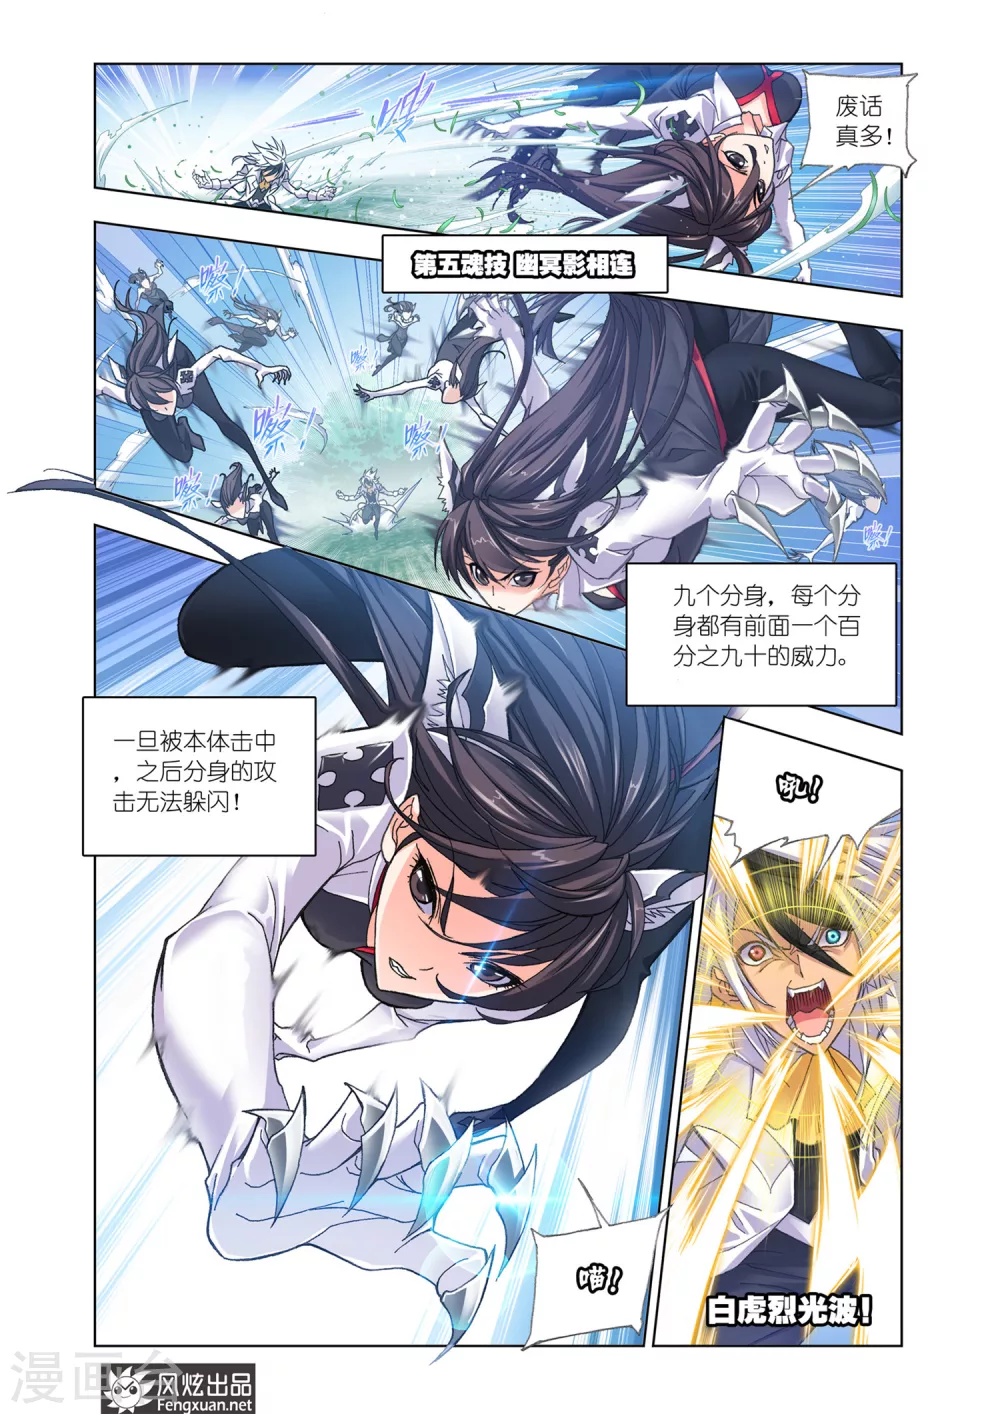 嘿!
废话
真多！
第五魂技 幽冥影相连
嚓!
嚓!
嚓!
嚓!
嚓!
嚓!
九个分身，每个分
身都有前面一个百
分之九十的威力。
一旦被本体击中
，之后分身的攻
击无法躲闪！
吼！
喵！
白虎烈光波！
漫画台
风炫出品
Fengxuan.net